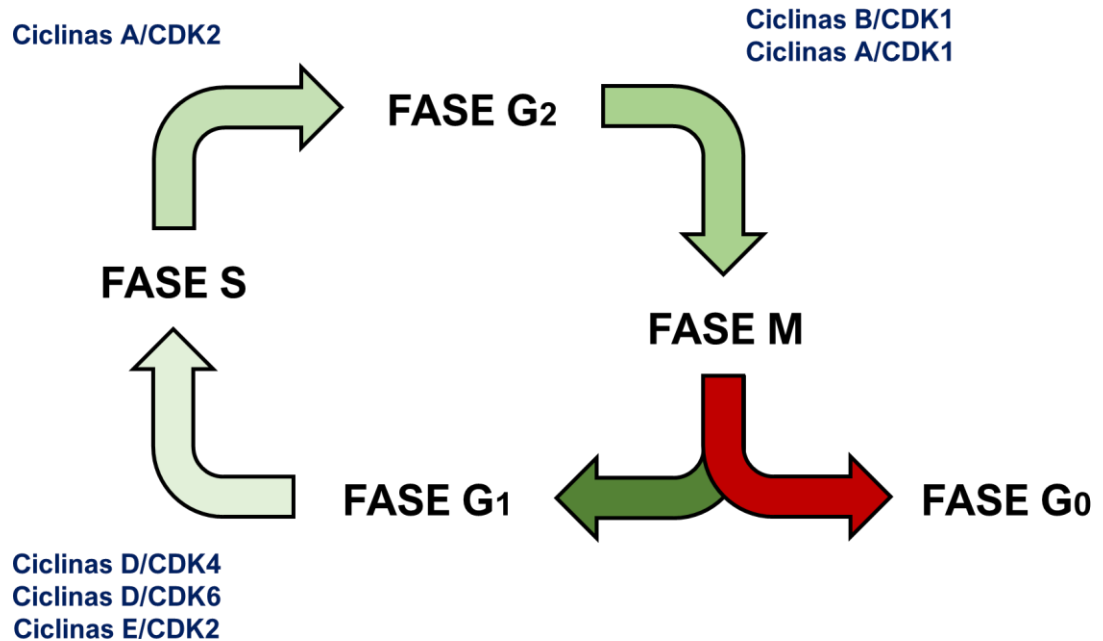 Ciclinas A/CDK2
Ciclinas B/CDK1
Ciclinas A/CDK1
FASE G2
FASE S
FASE M
FASE G1
FASE G0
Ciclinas D/CDK4
Ciclinas D/CDK6
Ciclinas E/CDK2